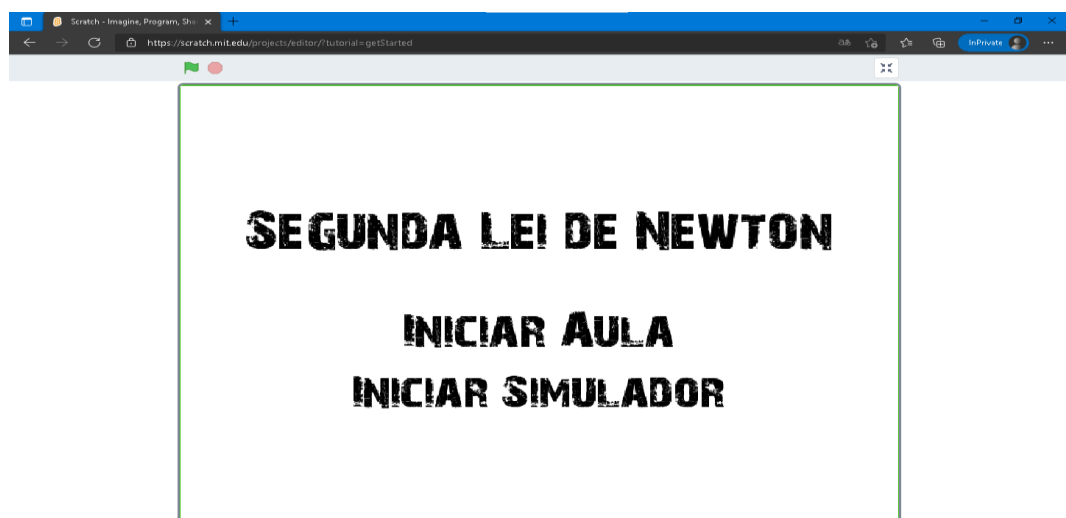 Scratch - Imagine, Program, Sha
https://scratch.mit.edu/projects/editor/?tutorial=getStarted
InPrivate
Segunda Lei de Newton
Iniciar Aula
Iniciar Simulador